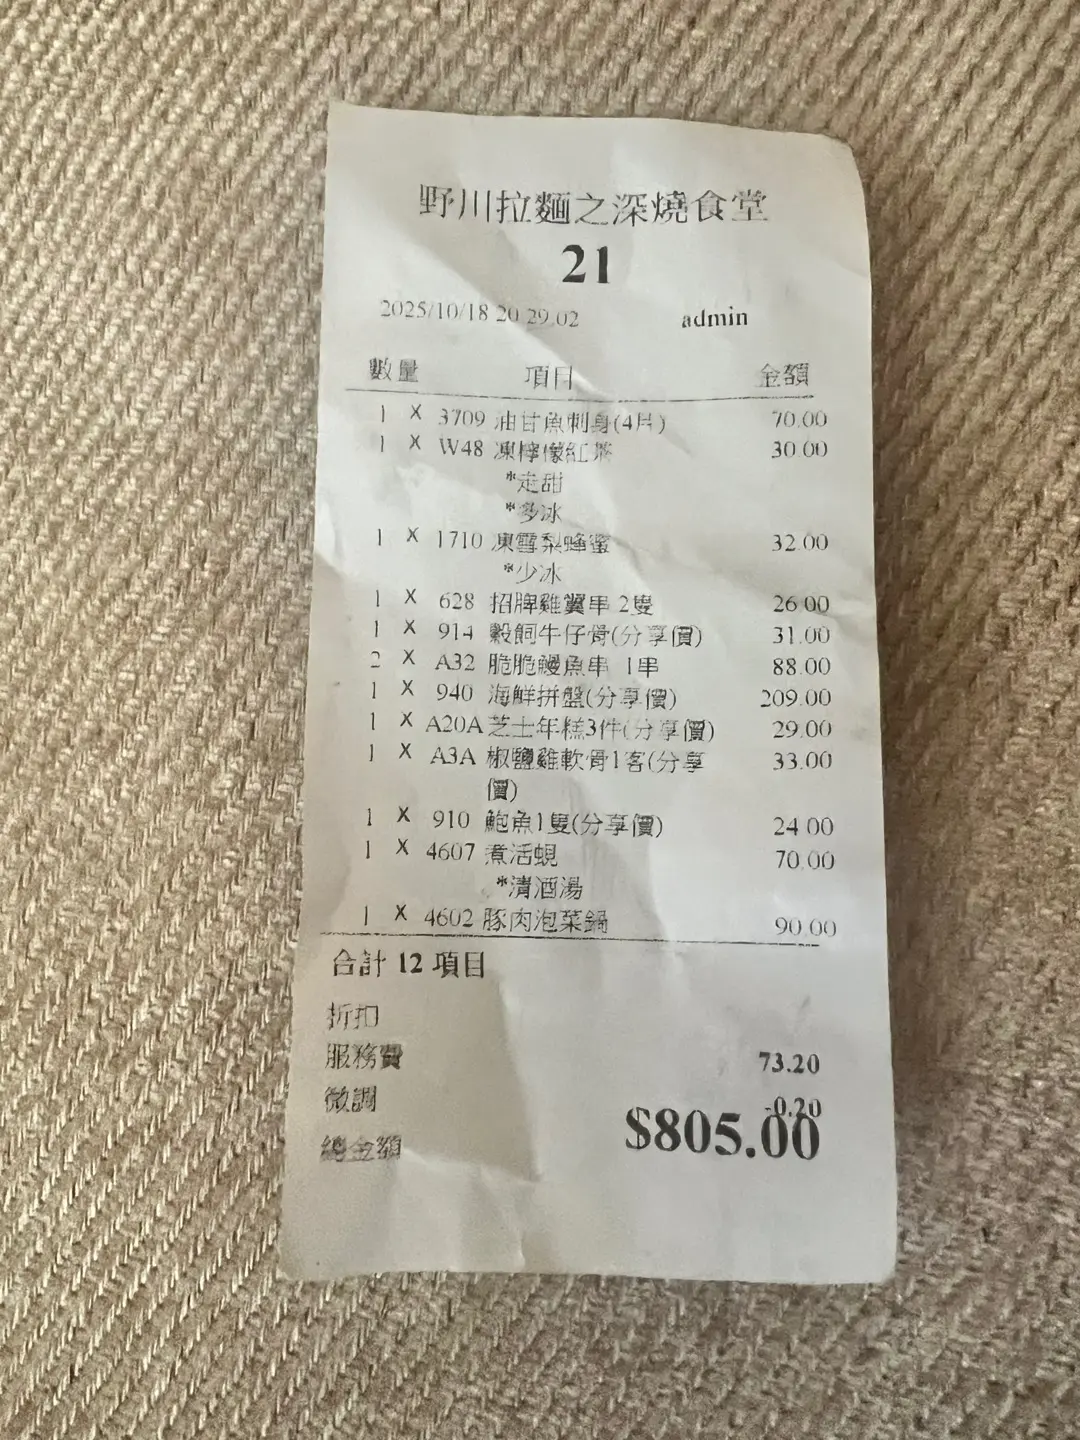 野川拉麵之深燒食堂
21
2025/10/18 20:29:02 admin
數量 項目 金額
1 X 3709 油甘魚刺身(4片) 70.00
1 X W48 凍檸檬紅茶 30.00
*走甜
*多冰
1 X 1710 凍雪梨蜂蜜 32.00
*少冰
1 X 628 招牌雞翼串 2隻 26.00
1 X 914 穀飼牛仔骨(分享價) 31.00
2 X A32 脆脆鰻魚串 1串 88.00
1 X 940 海鮮拼盤(分享價) 209.00
1 X A20A 芝士年糕3件(分享價) 29.00
1 X A3A 椒鹽雞軟骨1客(分享 33.00
價)
1 X 910 鮑魚1隻(分享價) 24.00
1 X 4607 煮活蜆 70.00
*清酒湯
1 X 4602 豚肉泡菜鍋 90.00
合計 12 項目
折扣
服務費 73.20
微調 -0.20
總金額 $805.00